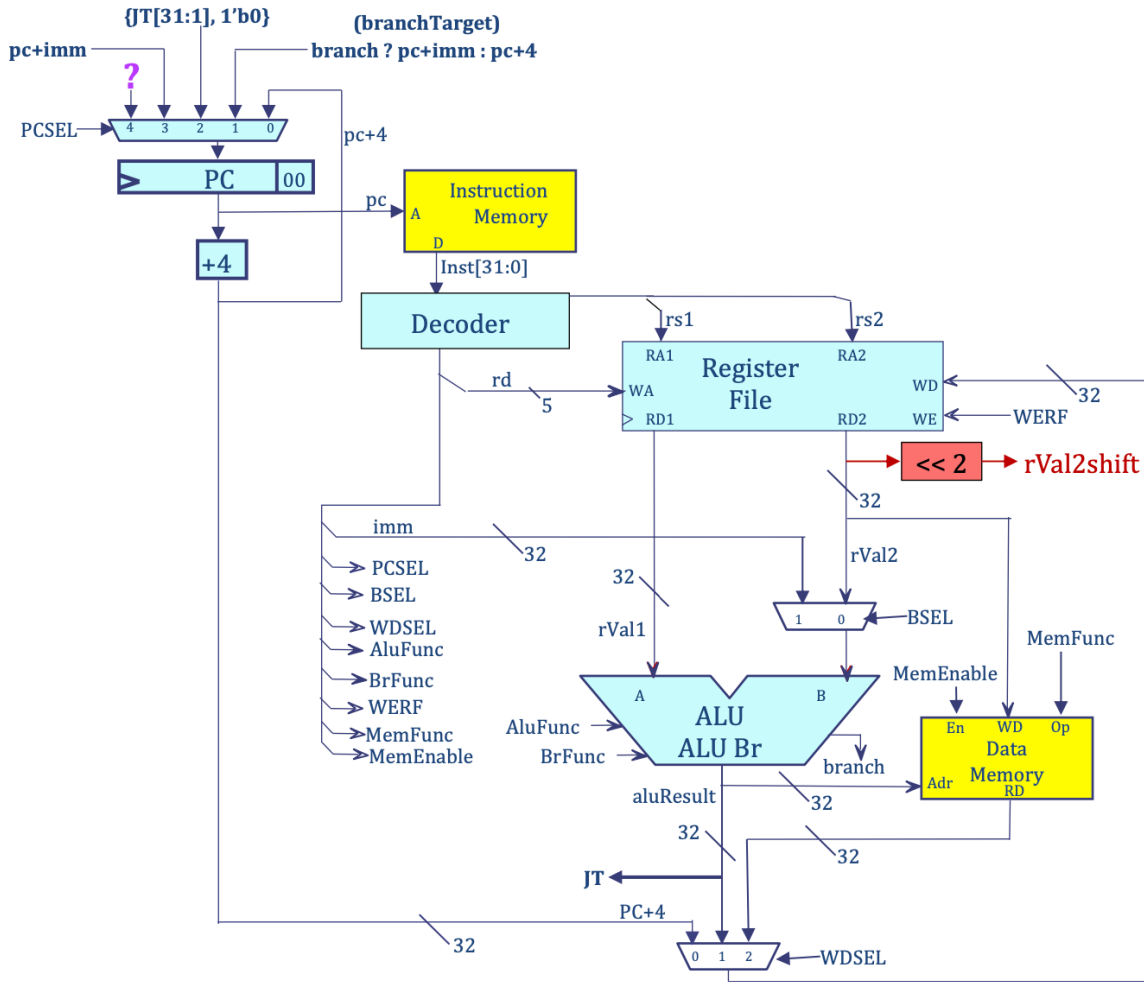 {JT[31:1], 1'b0}
(branchTarget)
pc+imm
branch ? pc+imm : pc+4
?
PCSEL
4 3 2 1 0
pc+4
PC
00
pc
Instruction
Memory
A
D
+4
Inst[31:0]
Decoder
rs1
rs2
RA1
RA2
Register
File
WA
WD
32
rd
5
RD1
RD2
WE
WERF
<< 2
rVal2shift
32
imm
32
rVal2
PCSEL
BSEL
WDSEL
AluFunc
BrFunc
WERF
MemFunc
MemEnable
32
rVal1
1 0
BSEL
MemFunc
MemEnable
A
B
ALU
ALU Br
AluFunc
BrFunc
branch
En
WD
Op
Data
Memory
Adr
RD
aluResult
32
32
32
JT
PC+4
32
0 1 2
WDSEL